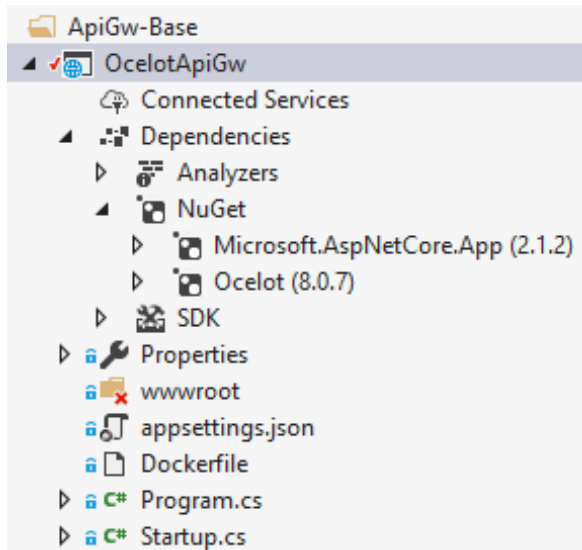 ApiGw-Base
OcelotApiGw
Connected Services
Dependencies
Analyzers
NuGet
Microsoft.AspNetCore.App (2.1.2)
Ocelot (8.0.7)
SDK
Properties
wwwroot
appsettings.json
Dockerfile
C# Program.cs
C# Startup.cs